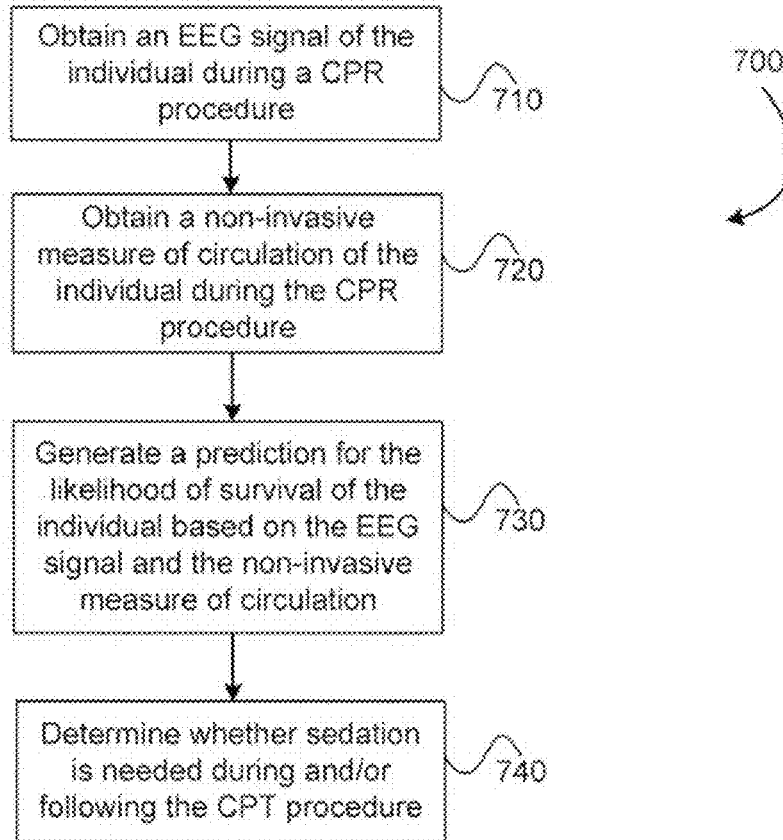 Obtain an EEG signal of the
individual during a CPR
procedure
710
700
Obtain a non-invasive
measure of circulation of the
individual during the CPR
procedure
720
Generate a prediction for the
likelihood of survival of the
individual based on the EEG
signal and the non-invasive
measure of circulation
730
Determine whether sedation
is needed during and/or
following the CPT procedure
740